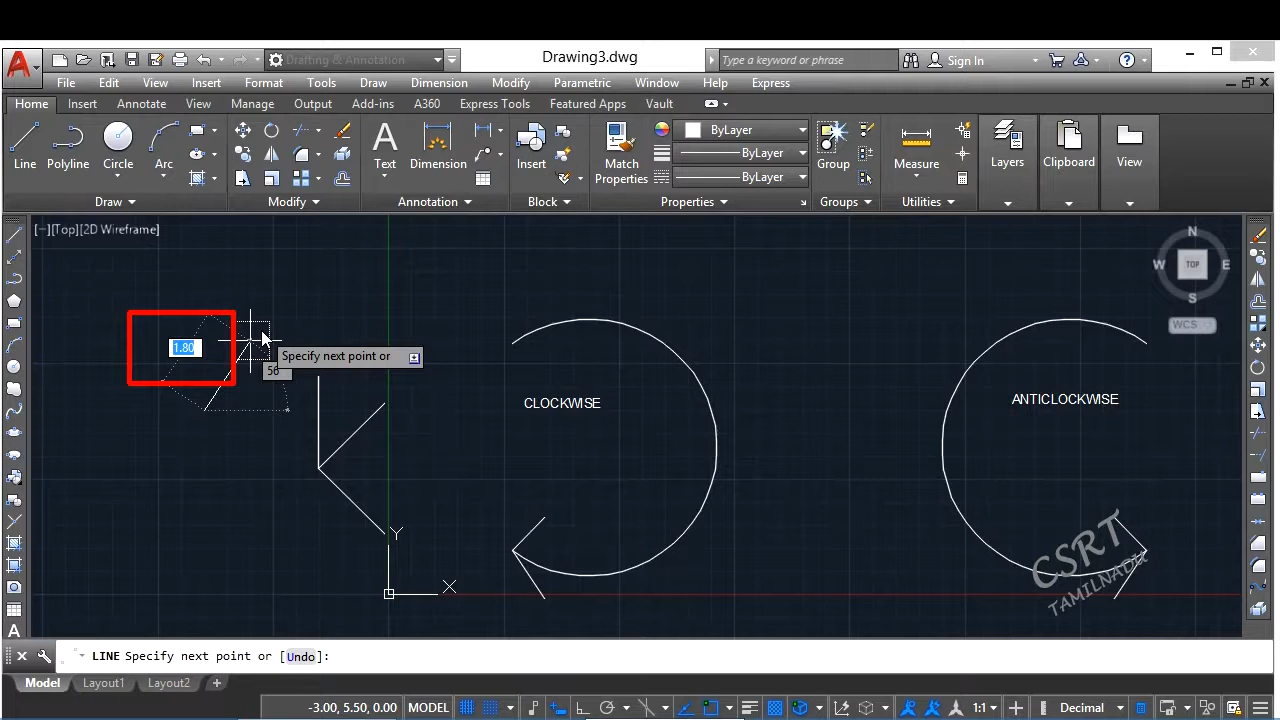 Drafting & Annotation
Drawing3.dwg
Type a keyword or phrase
Sign In
File Edit View Insert Format Tools Draw Dimension Modify Parametric Window Help Express
Home Insert Annotate View Manage Output Add-ins A360 Express Tools Featured Apps Vault
Line Polyline Circle Arc
Text Dimension
Insert
Match Properties
ByLayer
ByLayer
ByLayer
Group
Measure
Layers
Clipboard
View
Draw Modify Annotation Block Properties Groups Utilities
[−][Top][2D Wireframe]
N
W TOP E
S
WCS
1.80
Specify next point or
56
CLOCKWISE
ANTICLOCKWISE
Y
X
CSRT
TAMILNADU
LINE Specify next point or [Undo]:
Model Layout1 Layout2 +
-3.00, 5.50, 0.00 MODEL 1:1 Decimal